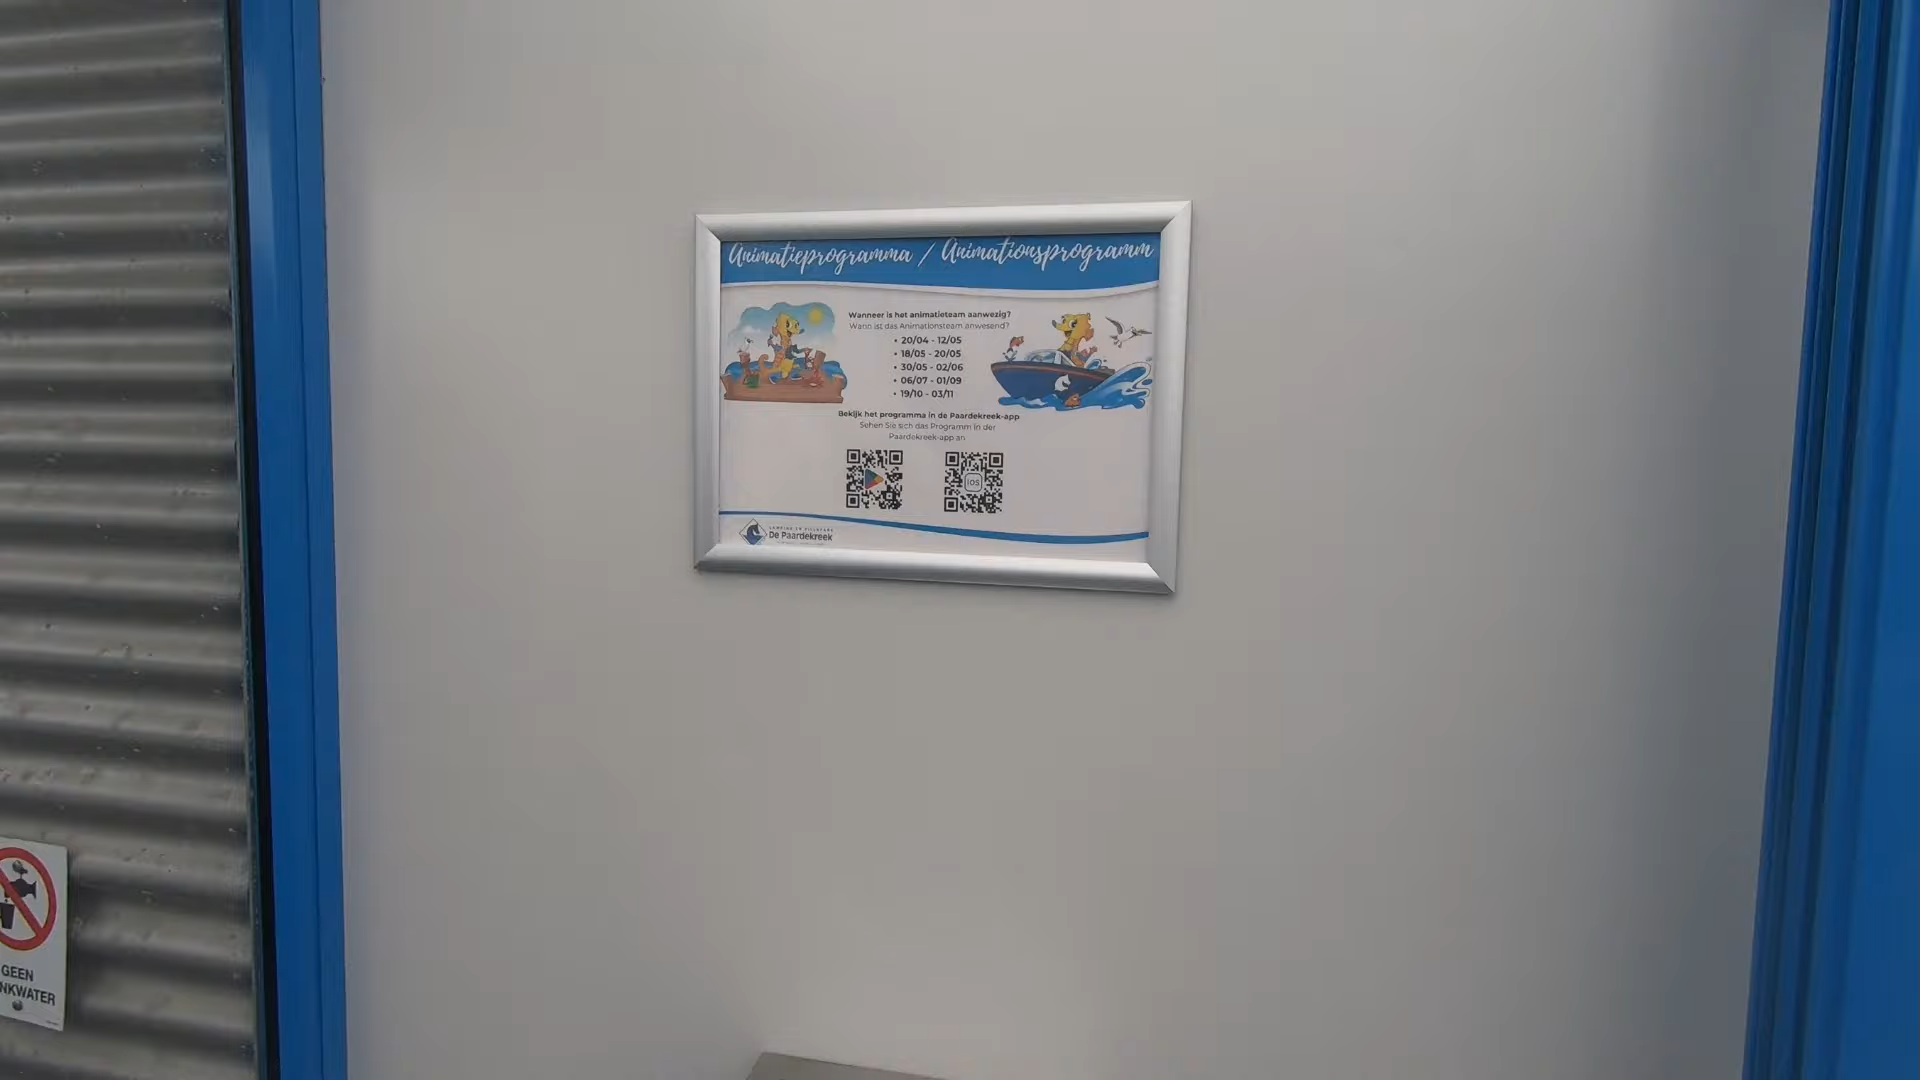 Animatieprogramma / Animationsprogramm
Wanneer is het animatieteam aanwezig?
Wann ist das Animationsteam anwesend?
• 20/04 - 12/05
• 18/05 - 20/05
• 30/05 - 02/06
• 06/07 - 01/09
• 19/10 - 03/11
Bekijk het programma in de Paardekreek-app
Sehen Sie sich das Programm in der
Paardekreek-app an
iOS
De Paardekreek
GEEN
NKWATER